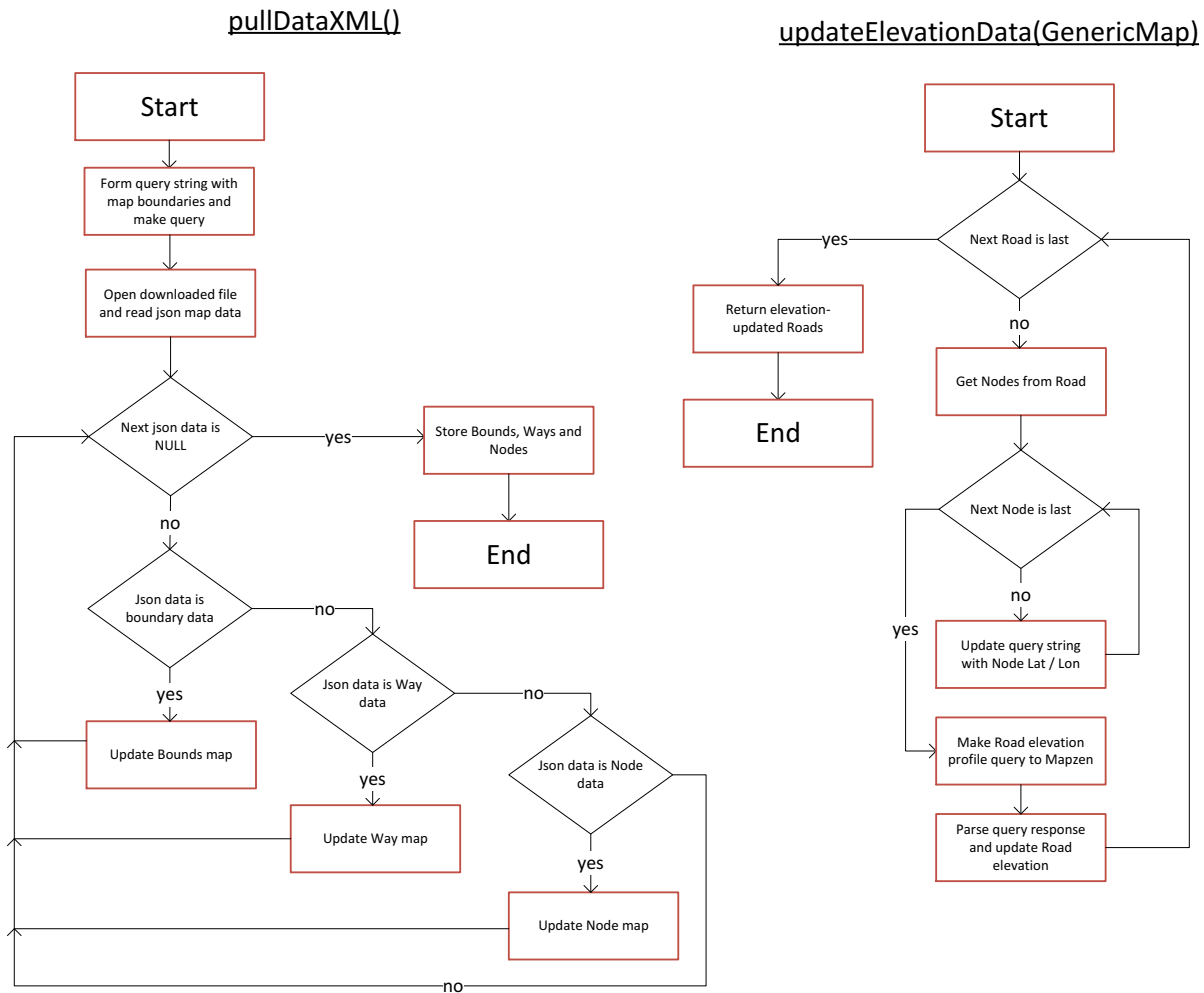 pullDataXML()
Start
Form query string with
map boundaries and
make query
Open downloaded file
and read json map data
Next json data is
NULL
yes
Store Bounds, Ways and
Nodes
End
no
Json data is
boundary data
no
yes
Update Bounds map
Json data is Way
data
no
yes
Update Way map
Json data is Node
data
yes
Update Node map
no
updateElevationData(GenericMap)
Start
Next Road is last
yes
Return elevation-
updated Roads
End
no
Get Nodes from Road
Next Node is last
no
Update query string
with Node Lat / Lon
yes
Make Road elevation
profile query to Mapzen
Parse query response
and update Road
elevation